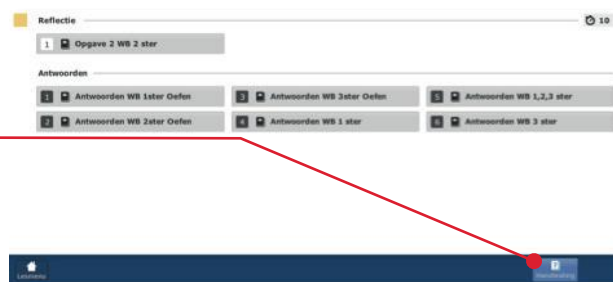 Reflectie
10
1 Opgave 2 WB 2 ster
Antwoorden
1 Antwoorden WB 1ster Oefen
3 Antwoorden WB 3ster Oefen
5 Antwoorden WB 1,2,3 ster
2 Antwoorden WB 2ster Oefen
4 Antwoorden WB 1 ster
6 Antwoorden WB 3 ster
Lesmenu
?
Handleiding